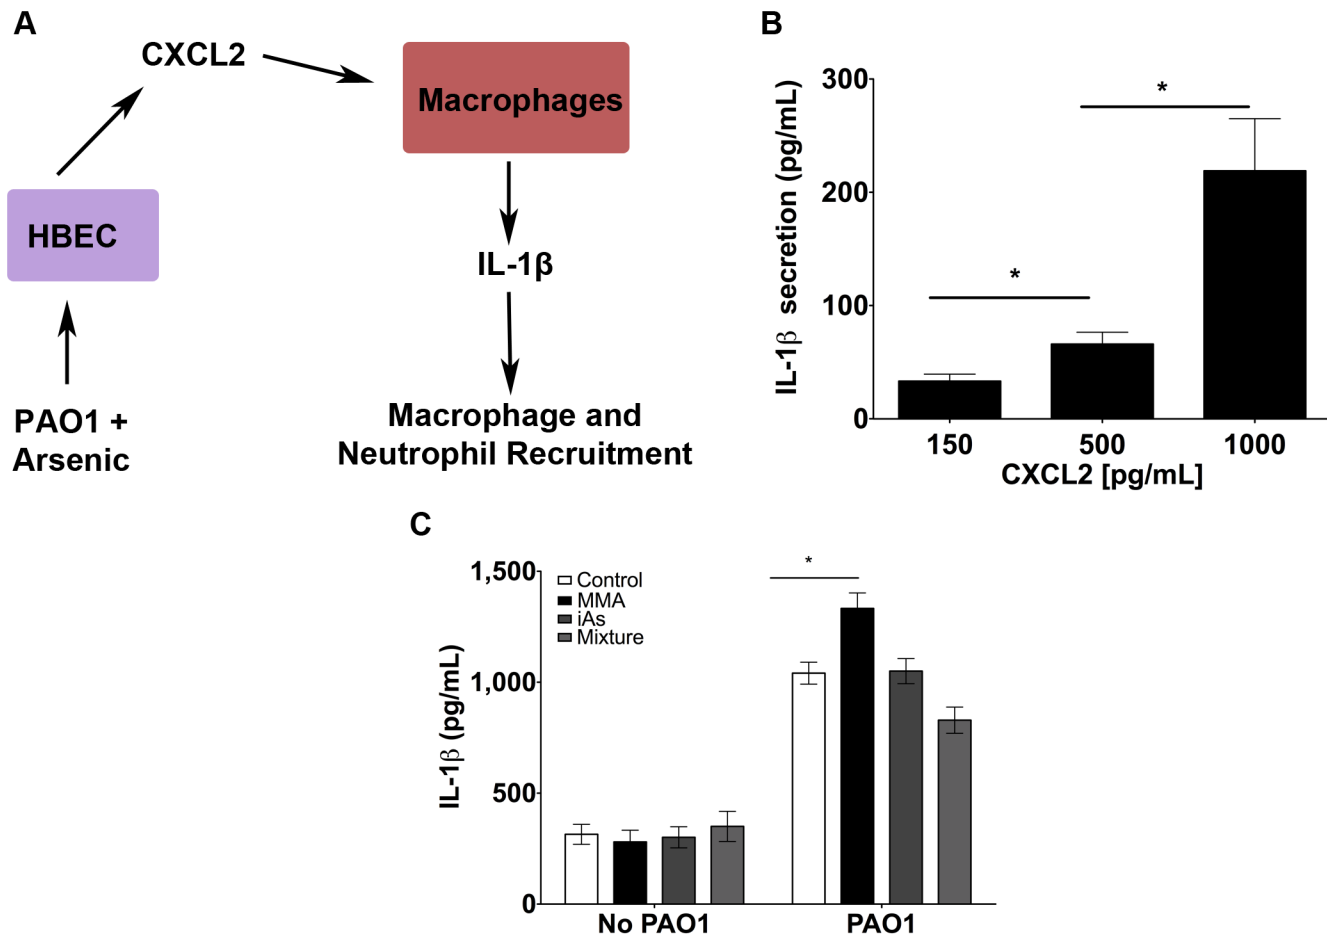 A
CXCL2
Macrophages
HBEC
IL-1β
PAO1 +
Arsenic
Macrophage and
Neutrophil Recruitment
B
IL-1β secretion (pg/mL)
300
200
100
0
*
*
150
500
1000
CXCL2 [pg/mL]
C
IL-1β (pg/mL)
1,500
1,000
500
0
Control
MMA
iAs
Mixture
*
No PAO1
PAO1